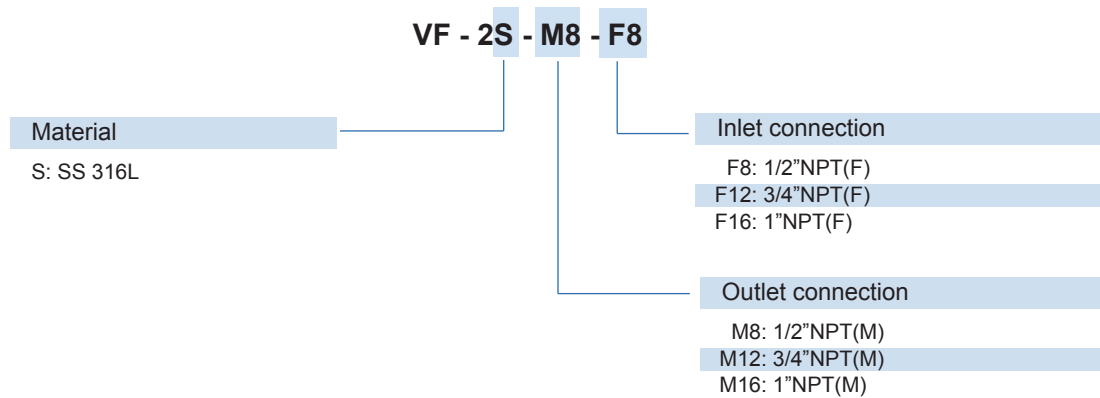 VF - 2S - M8 - F8
Material
S: SS 316L
Inlet connection
F8: 1/2”NPT(F)
F12: 3/4”NPT(F)
F16: 1”NPT(F)
Outlet connection
M8: 1/2”NPT(M)
M12: 3/4”NPT(M)
M16: 1”NPT(M)